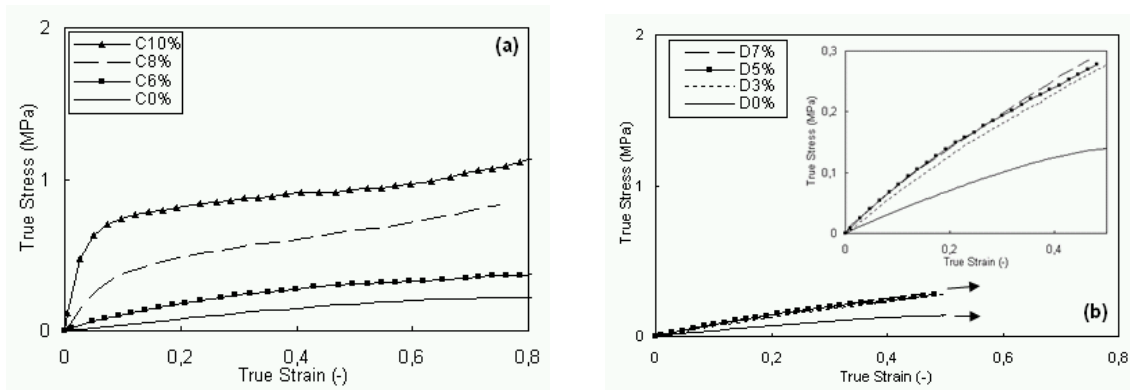 2
(a)
C10%
C8%
C6%
C0%
True Stress (MPa)
1
0
0
0,2
0,4
0,6
0,8
True Strain (-)
2
D7%
D5%
D3%
D0%
True Stress (MPa)
1
0
0
0,2
0,4
0,6
0,8
True Strain (-)
(b)
0,3
0,2
0,1
0
True Stress (MPa)
0
0,2
0,4
True Strain (-)